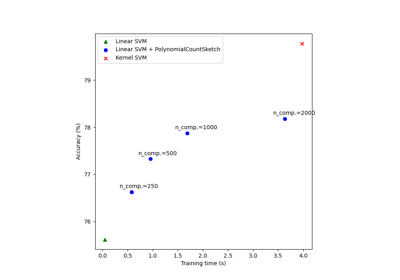 Linear SVM
Linear SVM + PolynomialCountSketch
Kernel SVM
79
n_comp.=2000
n_comp.=1000
78
n_comp.=500
77
n_comp.=250
76
Accuracy (%)
0.0 0.5 1.0 1.5 2.0 2.5 3.0 3.5 4.0
Training time (s)